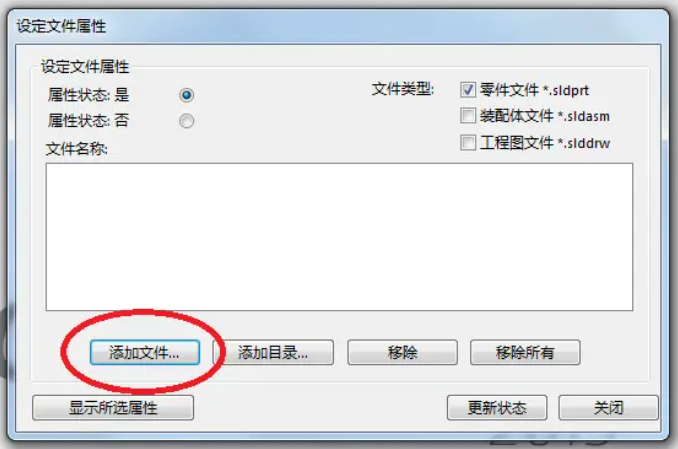 设定文件属性
设定文件属性
属性状态: 是
文件类型:
零件文件 *.sldprt
属性状态: 否
装配体文件 *.sldasm
工程图文件 *.slddrw
文件名称:
添加文件... 添加目录... 移除 移除所有
显示所选属性 更新状态 关闭